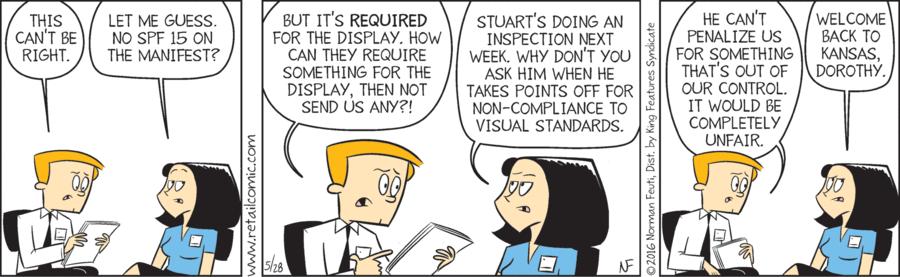 THIS
CAN'T BE
RIGHT.
LET ME GUESS.
NO SPF 15 ON
THE MANIFEST?
www.retailcomic.com
BUT IT'S REQUIRED
FOR THE DISPLAY. HOW
CAN THEY REQUIRE
SOMETHING FOR THE
DISPLAY, THEN NOT
SEND US ANY?!
STUART'S DOING AN
INSPECTION NEXT
WEEK. WHY DON'T YOU
ASK HIM WHEN HE
TAKES POINTS OFF FOR
NON-COMPLIANCE TO
VISUAL STANDARDS.
5/28
NF
©2016 Norman Feuti, Dist. by King Features Syndicate
HE CAN'T
PENALIZE US
FOR SOMETHING
THAT'S OUT OF
OUR CONTROL.
IT WOULD BE
COMPLETELY
UNFAIR.
WELCOME
BACK TO
KANSAS,
DOROTHY.